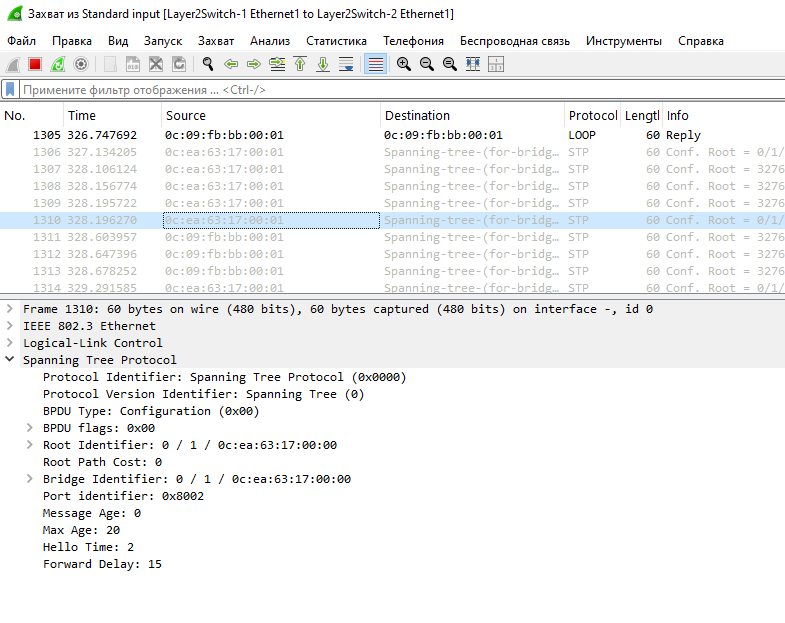 Захват из Standard input [Layer2Switch-1 Ethernet1 to Layer2Switch-2 Ethernet1]
Файл Правка Вид Запуск Захват Анализ Статистика Телефония Беспроводная связь Инструменты Справка
Примените фильтр отображения ... <Ctrl-/>
No. Time Source Destination Protocol Lengtl Info
1305 326.747692 0c:09:fb:bb:00:01 0c:09:fb:bb:00:01 LOOP 60 Reply
1306 327.134205 0c:ea:63:17:00:01 Spanning-tree-(for-bridg… STP 60 Conf. Root = 0/1/
1307 328.106124 0c:ea:63:17:00:01 Spanning-tree-(for-bridg… STP 60 Conf. Root = 3276
1308 328.156774 0c:ea:63:17:00:01 Spanning-tree-(for-bridg… STP 60 Conf. Root = 3276
1309 328.195722 0c:ea:63:17:00:01 Spanning-tree-(for-bridg… STP 60 Conf. Root = 3276
1310 328.196270 0c:ea:63:17:00:01 Spanning-tree-(for-bridg… STP 60 Conf. Root = 0/1/
1311 328.603957 0c:ea:63:17:00:01 Spanning-tree-(for-bridg… STP 60 Conf. Root = 3276
1312 328.647396 0c:ea:63:17:00:01 Spanning-tree-(for-bridg… STP 60 Conf. Root = 3276
1313 328.678252 0c:ea:63:17:00:01 Spanning-tree-(for-bridg… STP 60 Conf. Root = 3276
1314 329.291585 0c:ea:63:17:00:01 Spanning-tree-(for-bridg… STP 60 Conf. Root = 0/1/
Frame 1310: 60 bytes on wire (480 bits), 60 bytes captured (480 bits) on interface -, id 0
IEEE 802.3 Ethernet
Logical-Link Control
Spanning Tree Protocol
Protocol Identifier: Spanning Tree Protocol (0x0000)
Protocol Version Identifier: Spanning Tree (0)
BPDU Type: Configuration (0x00)
BPDU flags: 0x00
Root Identifier: 0 / 1 / 0c:ea:63:17:00:00
Root Path Cost: 0
Bridge Identifier: 0 / 1 / 0c:ea:63:17:00:00
Port identifier: 0x8002
Message Age: 0
Max Age: 20
Hello Time: 2
Forward Delay: 15